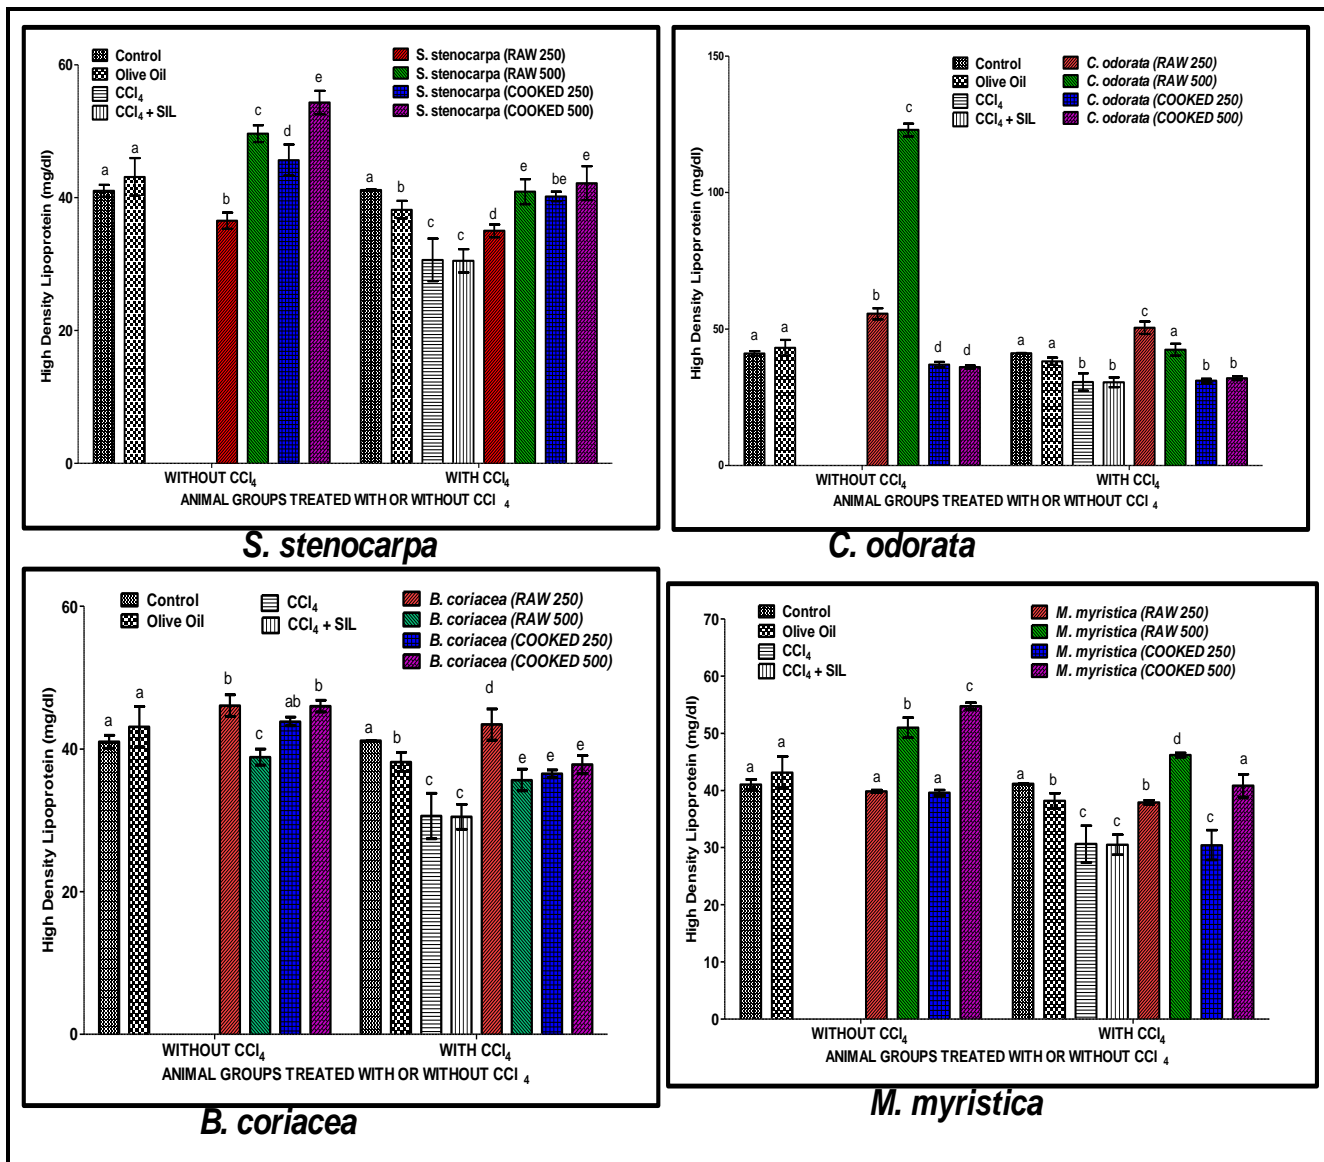 Control
Olive Oil
CCl4
CCl4 + SIL
S. stenocarpa (RAW 250)
S. stenocarpa (RAW 500)
S. stenocarpa (COOKED 250)
S. stenocarpa (COOKED 500)
High Density Lipoprotein (mg/dl)
60
40
20
0
a a b c d e
a b c c d e be e
WITHOUT CCl4 WITH CCl4
ANIMAL GROUPS TREATED WITH OR WITHOUT CCl 4
S. stenocarpa
Control
Olive Oil
CCl4
CCl4 + SIL
C. odorata (RAW 250)
C. odorata (RAW 500)
C. odorata (COOKED 250)
C. odorata (COOKED 500)
High Density Lipoprotein (mg/dl)
150
100
50
0
a a b c d d
a a b b c a b b
WITHOUT CCl4 WITH CCl4
ANIMAL GROUPS TREATED WITH OR WITHOUT CCl 4
C. odorata
Control
Olive Oil
CCl4
CCl4 + SIL
B. coriacea (RAW 250)
B. coriacea (RAW 500)
B. coriacea (COOKED 250)
B. coriacea (COOKED 500)
High Density Lipoprotein (mg/dl)
60
40
20
0
a a b c ab b
a b c c d e e e
WITHOUT CCl4 WITH CCl4
ANIMAL GROUPS TREATED WITH OR WITHOUT CCl 4
B. coriacea
Control
Olive Oil
CCl4
CCl4 + SIL
M. myristica (RAW 250)
M. myristica (RAW 500)
M. myristica (COOKED 250)
M. myristica (COOKED 500)
High Density Lipoprotein (mg/dl)
70
60
50
40
30
20
10
0
a a a b a c
a b c c b d c a
WITHOUT CCl4 WITH CCl4
ANIMAL GROUPS TREATED WITH OR WITHOUT CCl 4
M. myristica